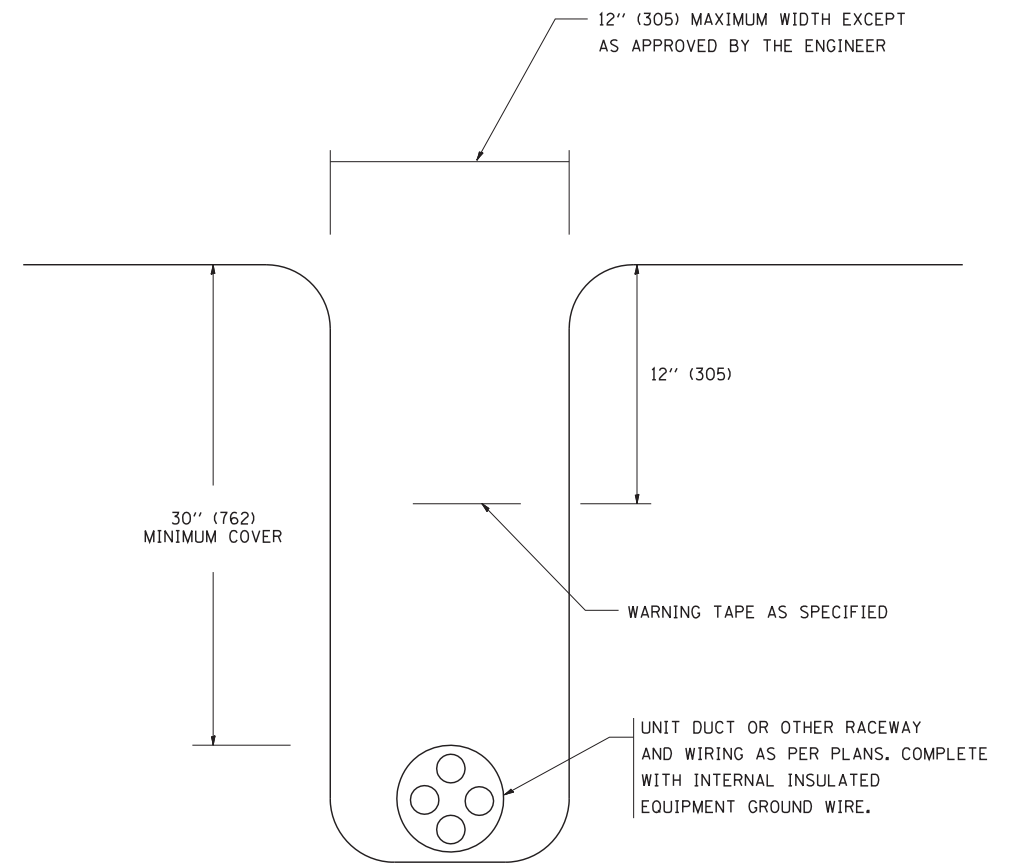 12'' (305) MAXIMUM WIDTH EXCEPT
AS APPROVED BY THE ENGINEER
12'' (305)
30'' (762)
MINIMUM COVER
WARNING TAPE AS SPECIFIED
UNIT DUCT OR OTHER RACEWAY
AND WIRING AS PER PLANS. COMPLETE
WITH INTERNAL INSULATED
EQUIPMENT GROUND WIRE.